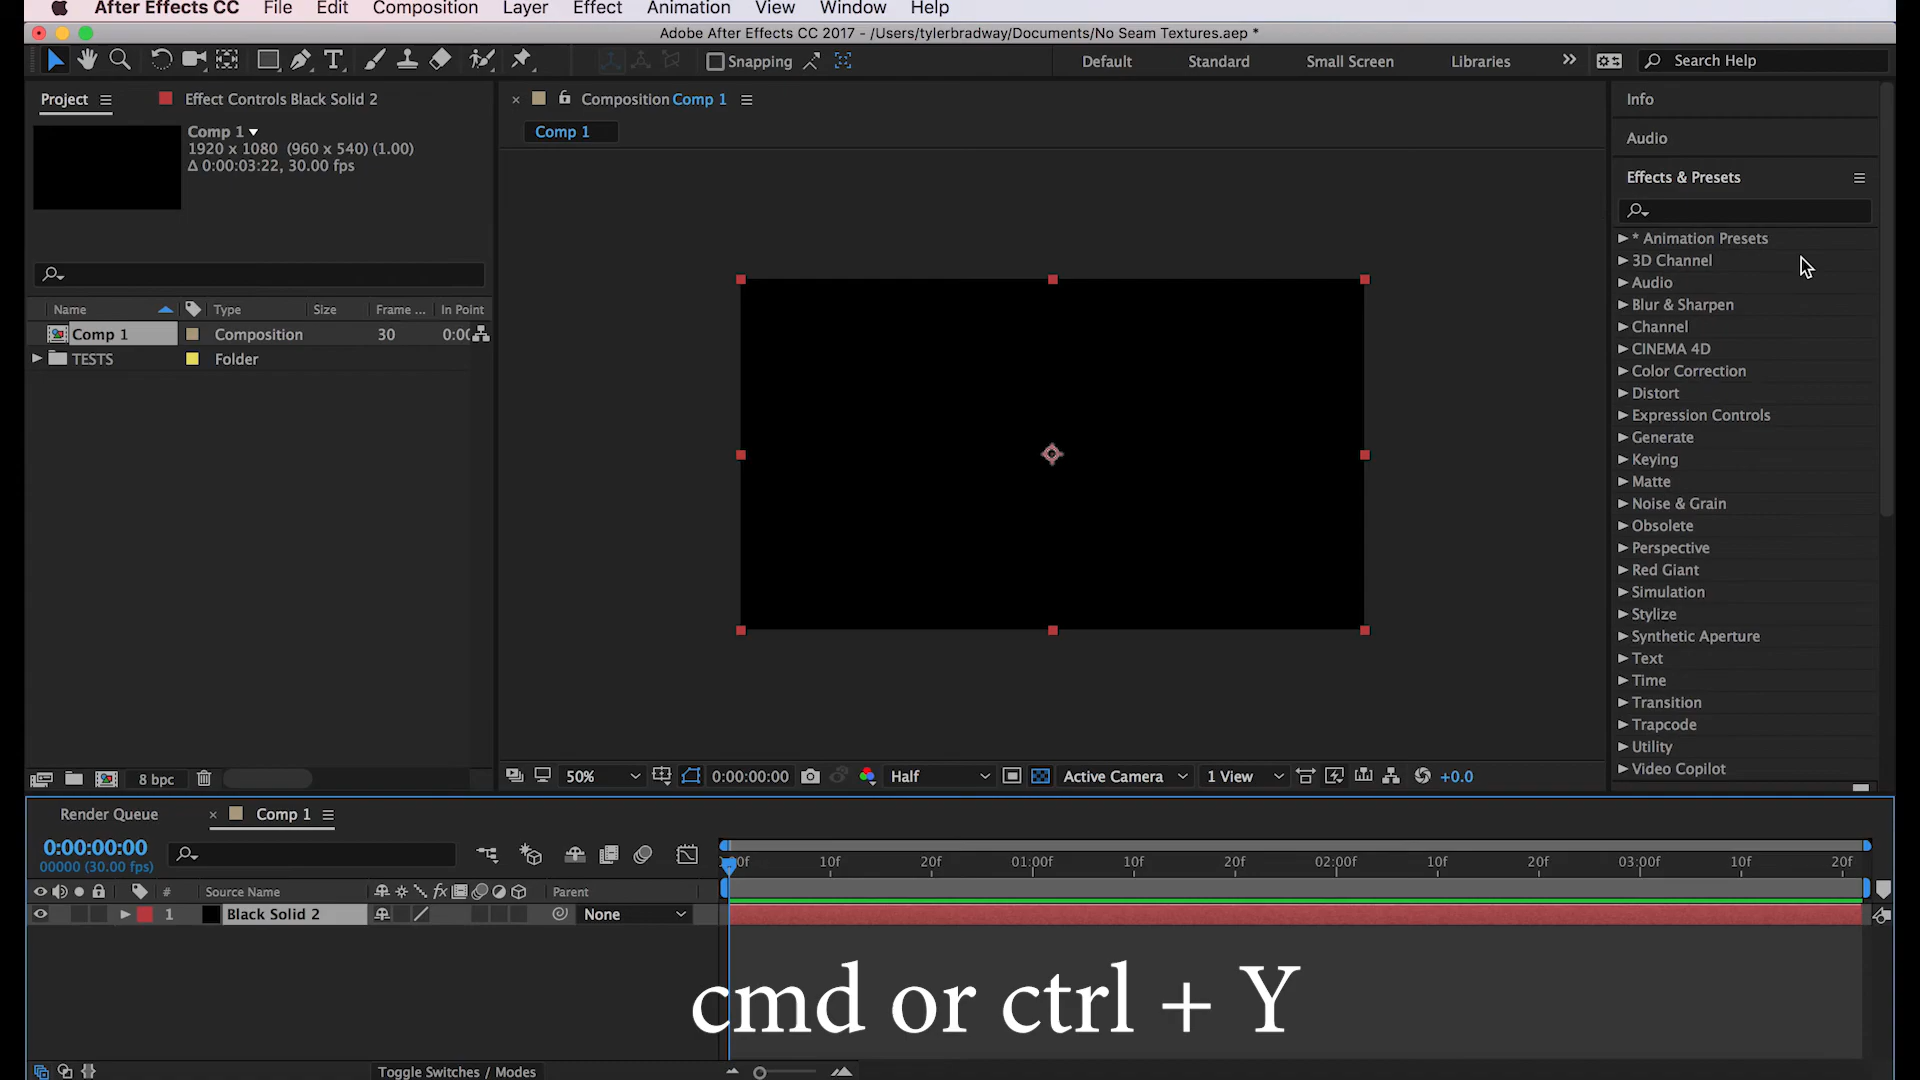 After Effects CC File Edit Composition Layer Effect Animation View Window Help
Adobe After Effects CC 2017 - /Users/tylerbradway/Documents/No Seam Textures.aep *
Snapping Default Standard Small Screen Libraries Search Help
Project Effect Controls Black Solid 2
Comp 1
1920 x 1080 (960 x 540) (1.00)
Δ 0:00:03:22, 30.00 fps
Name Type Size Frame ... In Point
Comp 1 Composition 30 0:00
TESTS Folder
8 bpc
Composition Comp 1
Comp 1
50% 0:00:00:00 Half Active Camera 1 View +0.0
Info
Audio
Effects & Presets
* Animation Presets
3D Channel
Audio
Blur & Sharpen
Channel
CINEMA 4D
Color Correction
Distort
Expression Controls
Generate
Keying
Matte
Noise & Grain
Obsolete
Perspective
Red Giant
Simulation
Stylize
Synthetic Aperture
Text
Time
Transition
Trapcode
Utility
Video Copilot
Render Queue Comp 1
0:00:00:00
00000 (30.00 fps)
10f 20f 01:00f 10f 20f 02:00f 10f 20f 03:00f 10f 20f
# Source Name fx Parent
1 Black Solid 2 None
cmd or ctrl + Y
Toggle Switches / Modes